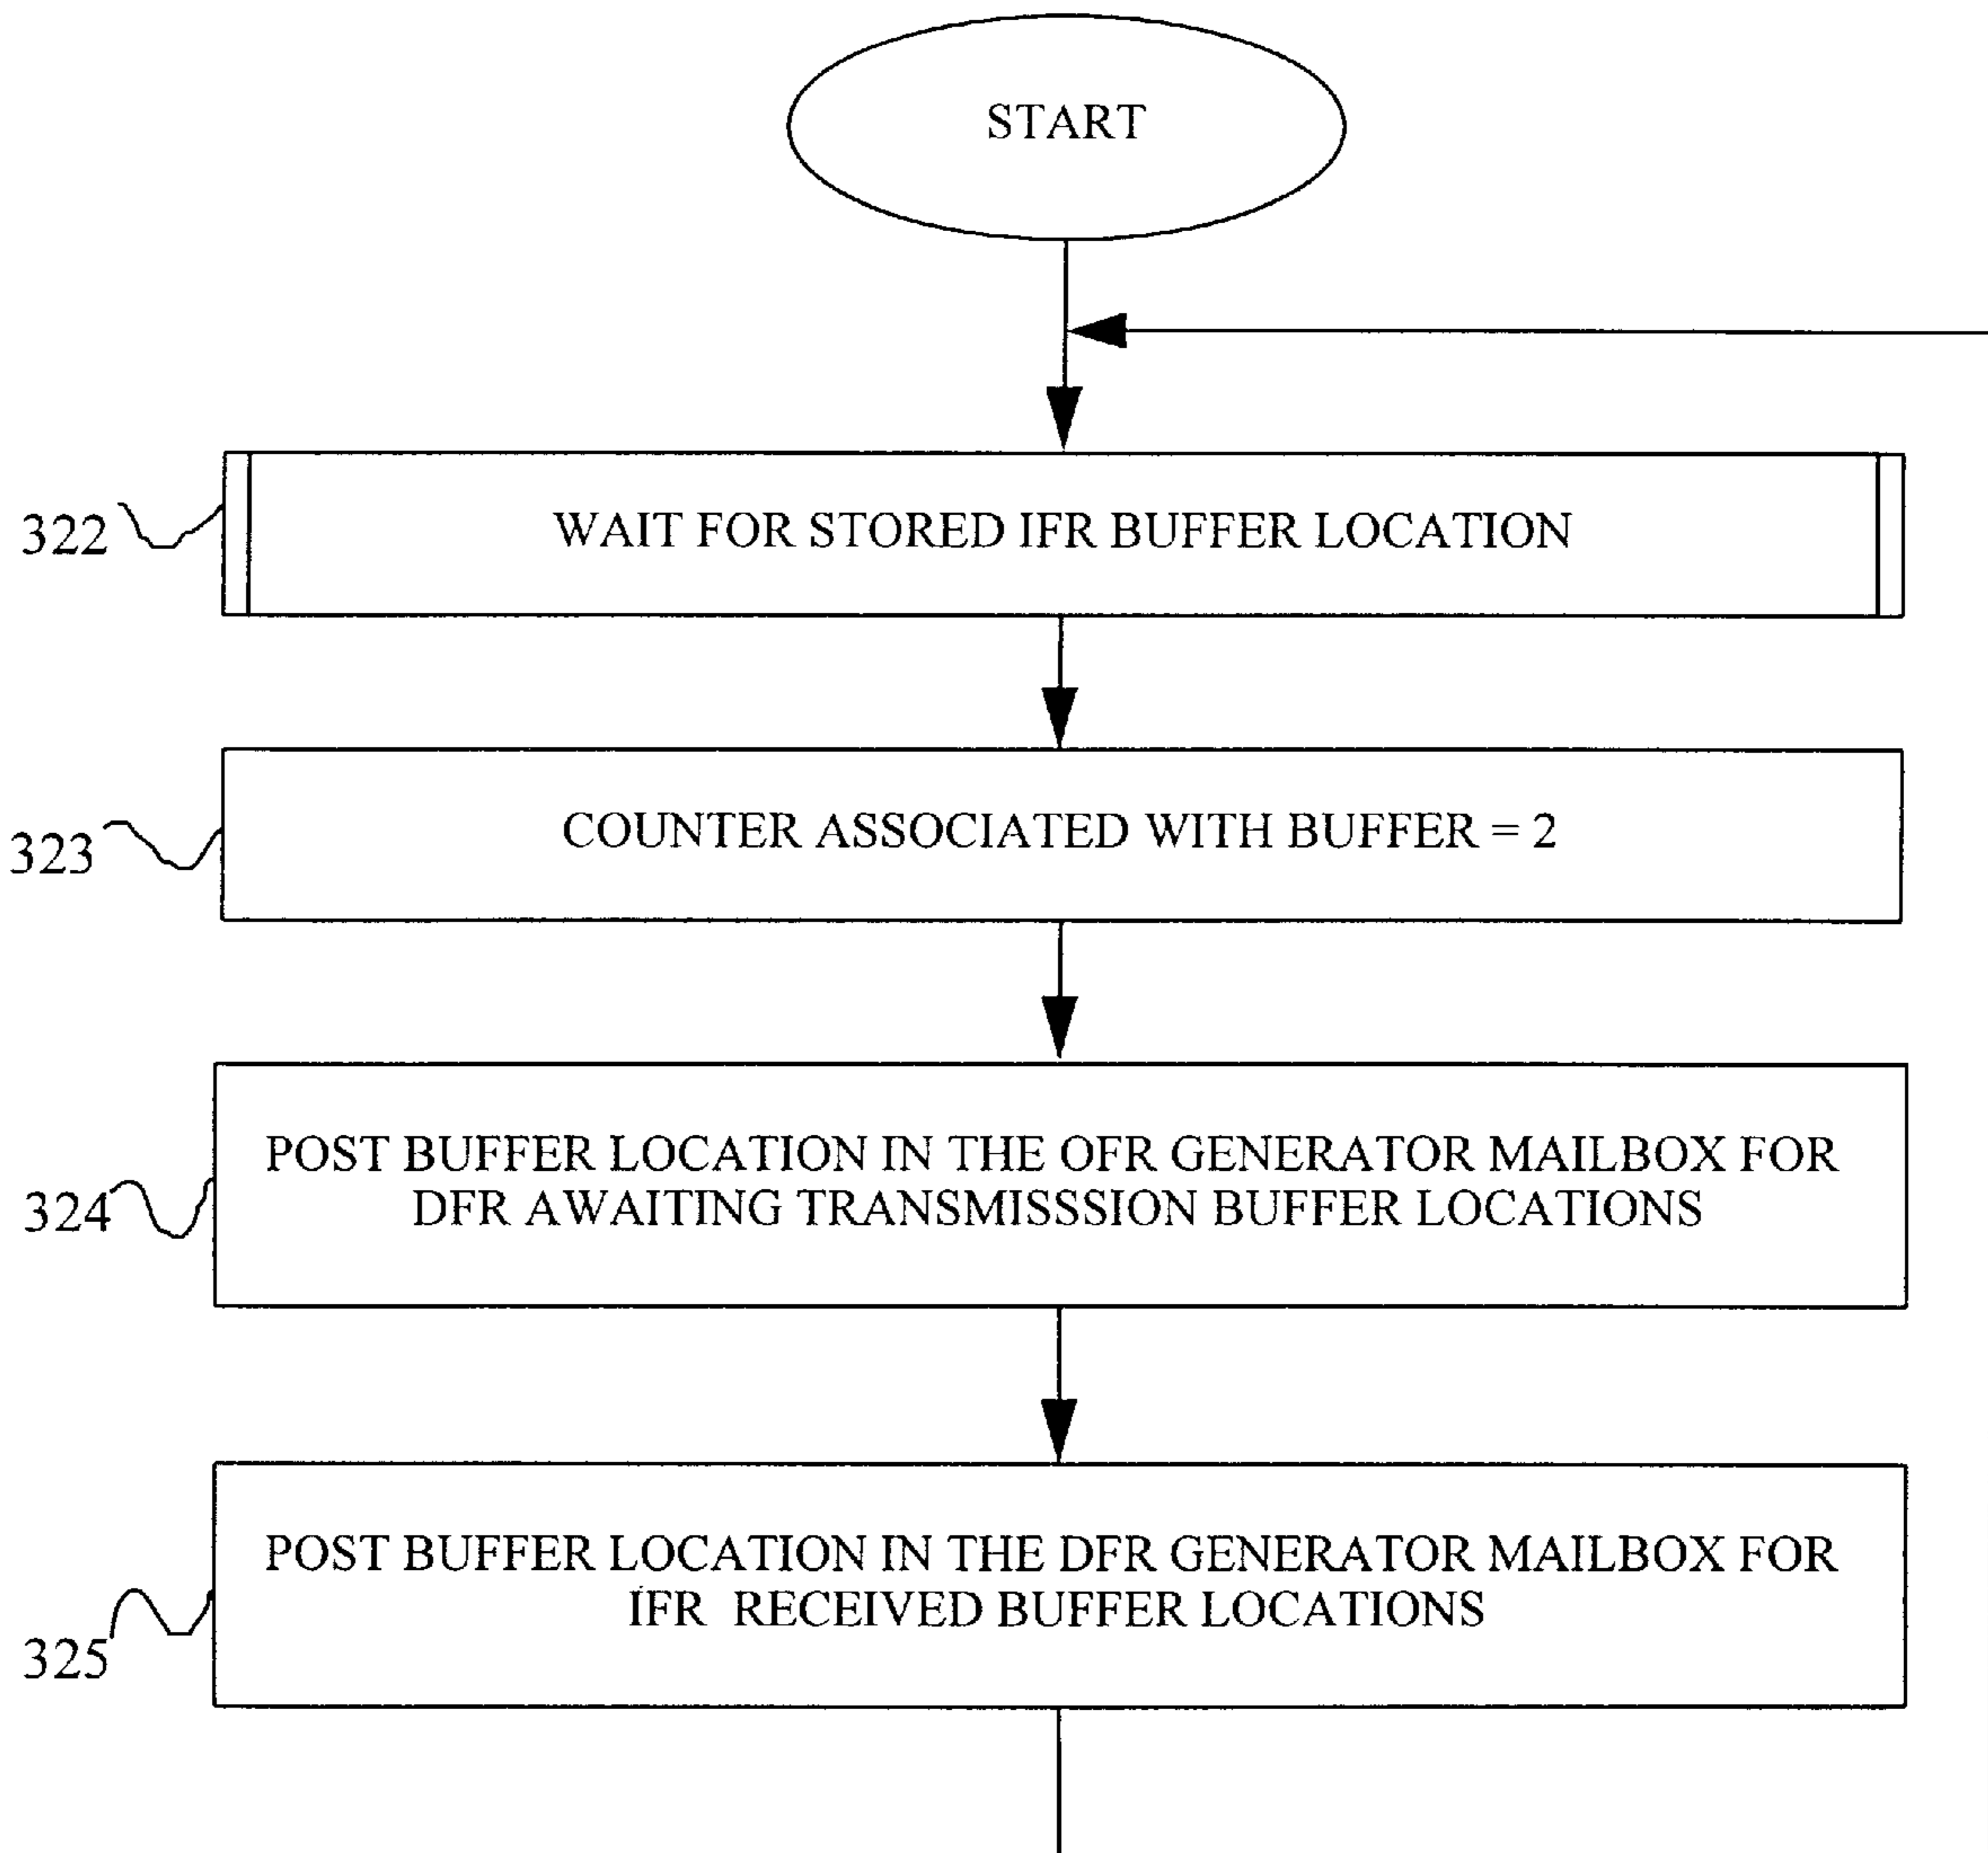 START
322
WAIT FOR STORED IFR BUFFER LOCATION
323
COUNTER ASSOCIATED WITH BUFFER = 2
324
POST BUFFER LOCATION IN THE OFR GENERATOR MAILBOX FOR
DFR AWAITING TRANSMISSSION BUFFER LOCATIONS
325
POST BUFFER LOCATION IN THE DFR GENERATOR MAILBOX FOR
IFR RECEIVED BUFFER LOCATIONS